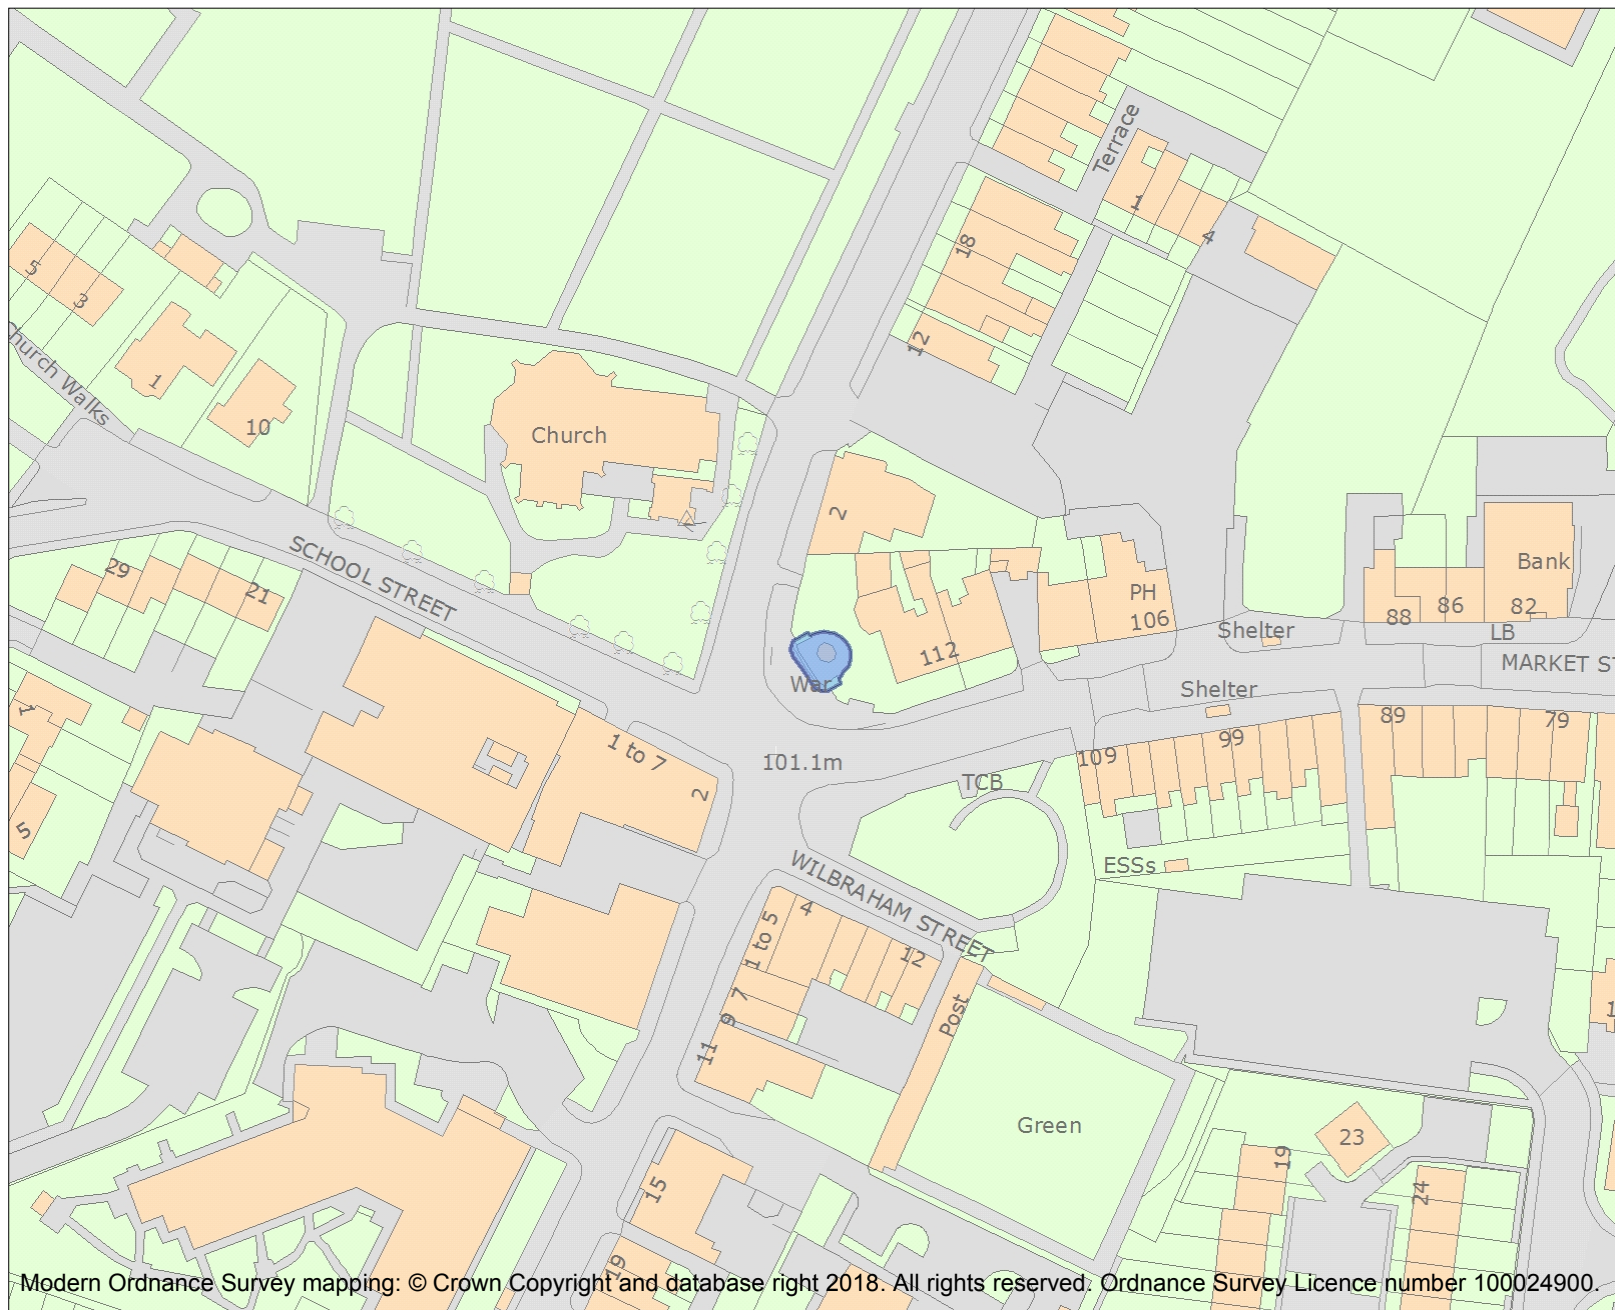 Terrace
1
4
18
12
5
3
Church Walks
1
10
Church
2
SCHOOL STREET
29
21
PH
106
112
Shelter
Shelter
88
86
82
Bank
LB
MARKET ST
War
101.1m
1 to 7
2
1
5
109
99
89
79
TCB
ESSs
WILBRAHAM STREET
1 to 5
4
12
7
9
11
Post
Green
15
19
23
19
24
1
Modern Ordnance Survey mapping: © Crown Copyright and database right 2018. All rights reserved. Ordnance Survey Licence number 100024900.